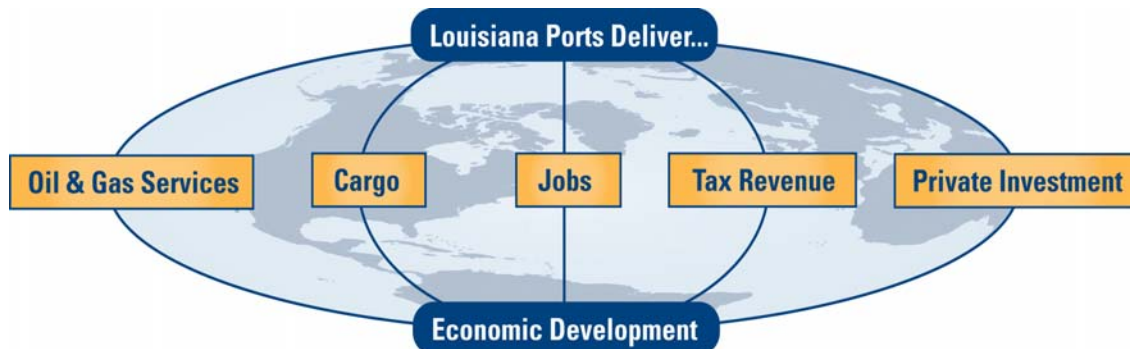 Louisiana Ports Deliver...
Oil & Gas Services
Cargo
Jobs
Tax Revenue
Private Investment
Economic Development